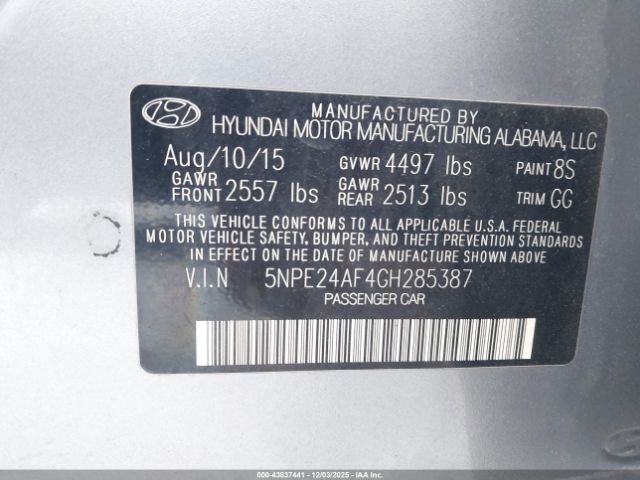 MANUFACTURED BY
HYUNDAI MOTOR MANUFACTURING ALABAMA, LLC
Aug/10/15 GVWR 4497 lbs PAINT 8S
GAWR FRONT 2557 lbs GAWR REAR 2513 lbs TRIM GG
THIS VEHICLE CONFORMS TO ALL APPLICABLE U.S.A. FEDERAL
MOTOR VEHICLE SAFETY, BUMPER, AND THEFT PREVENTION
STANDARDS IN EFFECT ON THE DATE OF MANUFACTURE SHOWN ABOVE
V.I.N 5NPE24AF4GH285387
PASSENGER CAR
000-43837441 - 12/03/2025 - COPYRIGHT IAA, LLC